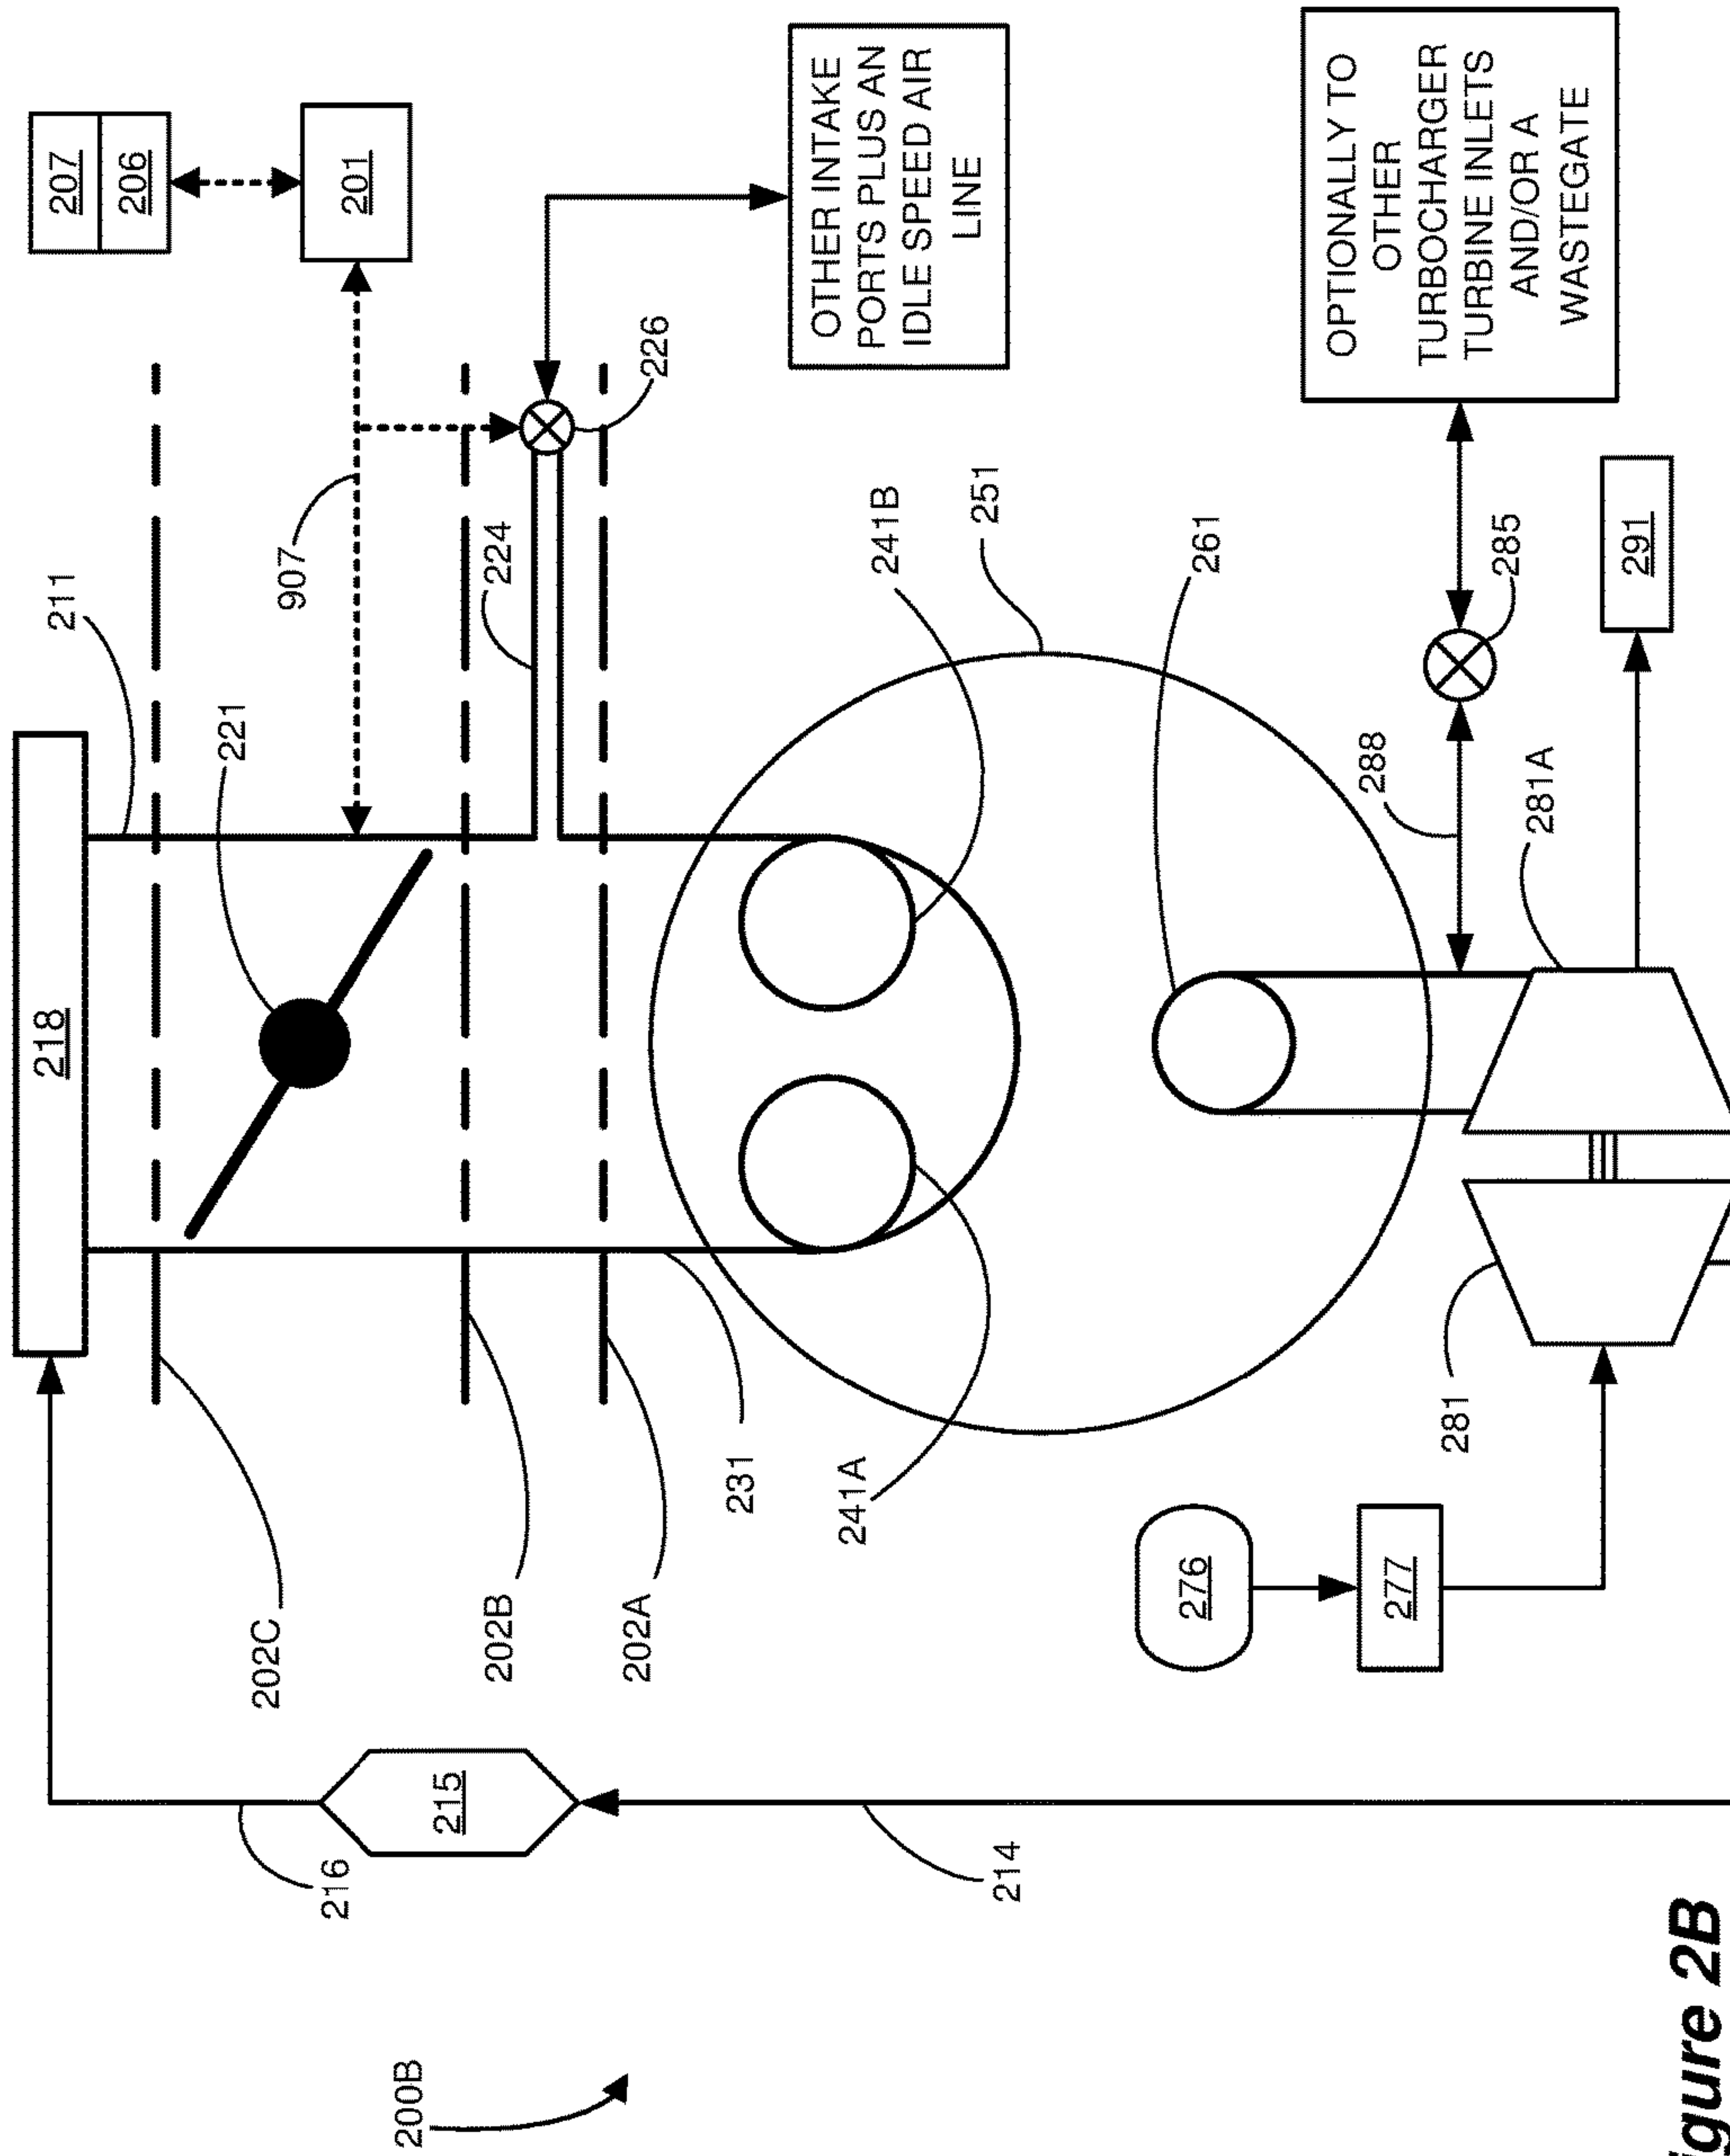 200B
216
215
214
202C
202B
202A
218
211
221
907
207
206
201
224
226
OTHER INTAKE
PORTS PLUS AN
IDLE SPEED AIR
LINE
231
241A
241B
251
261
276
277
281
281A
288
285
291
OPTIONALLY TO
OTHER
TURBOCHARGER
TURBINE INLETS
AND/OR A
WASTEGATE
igure 2B